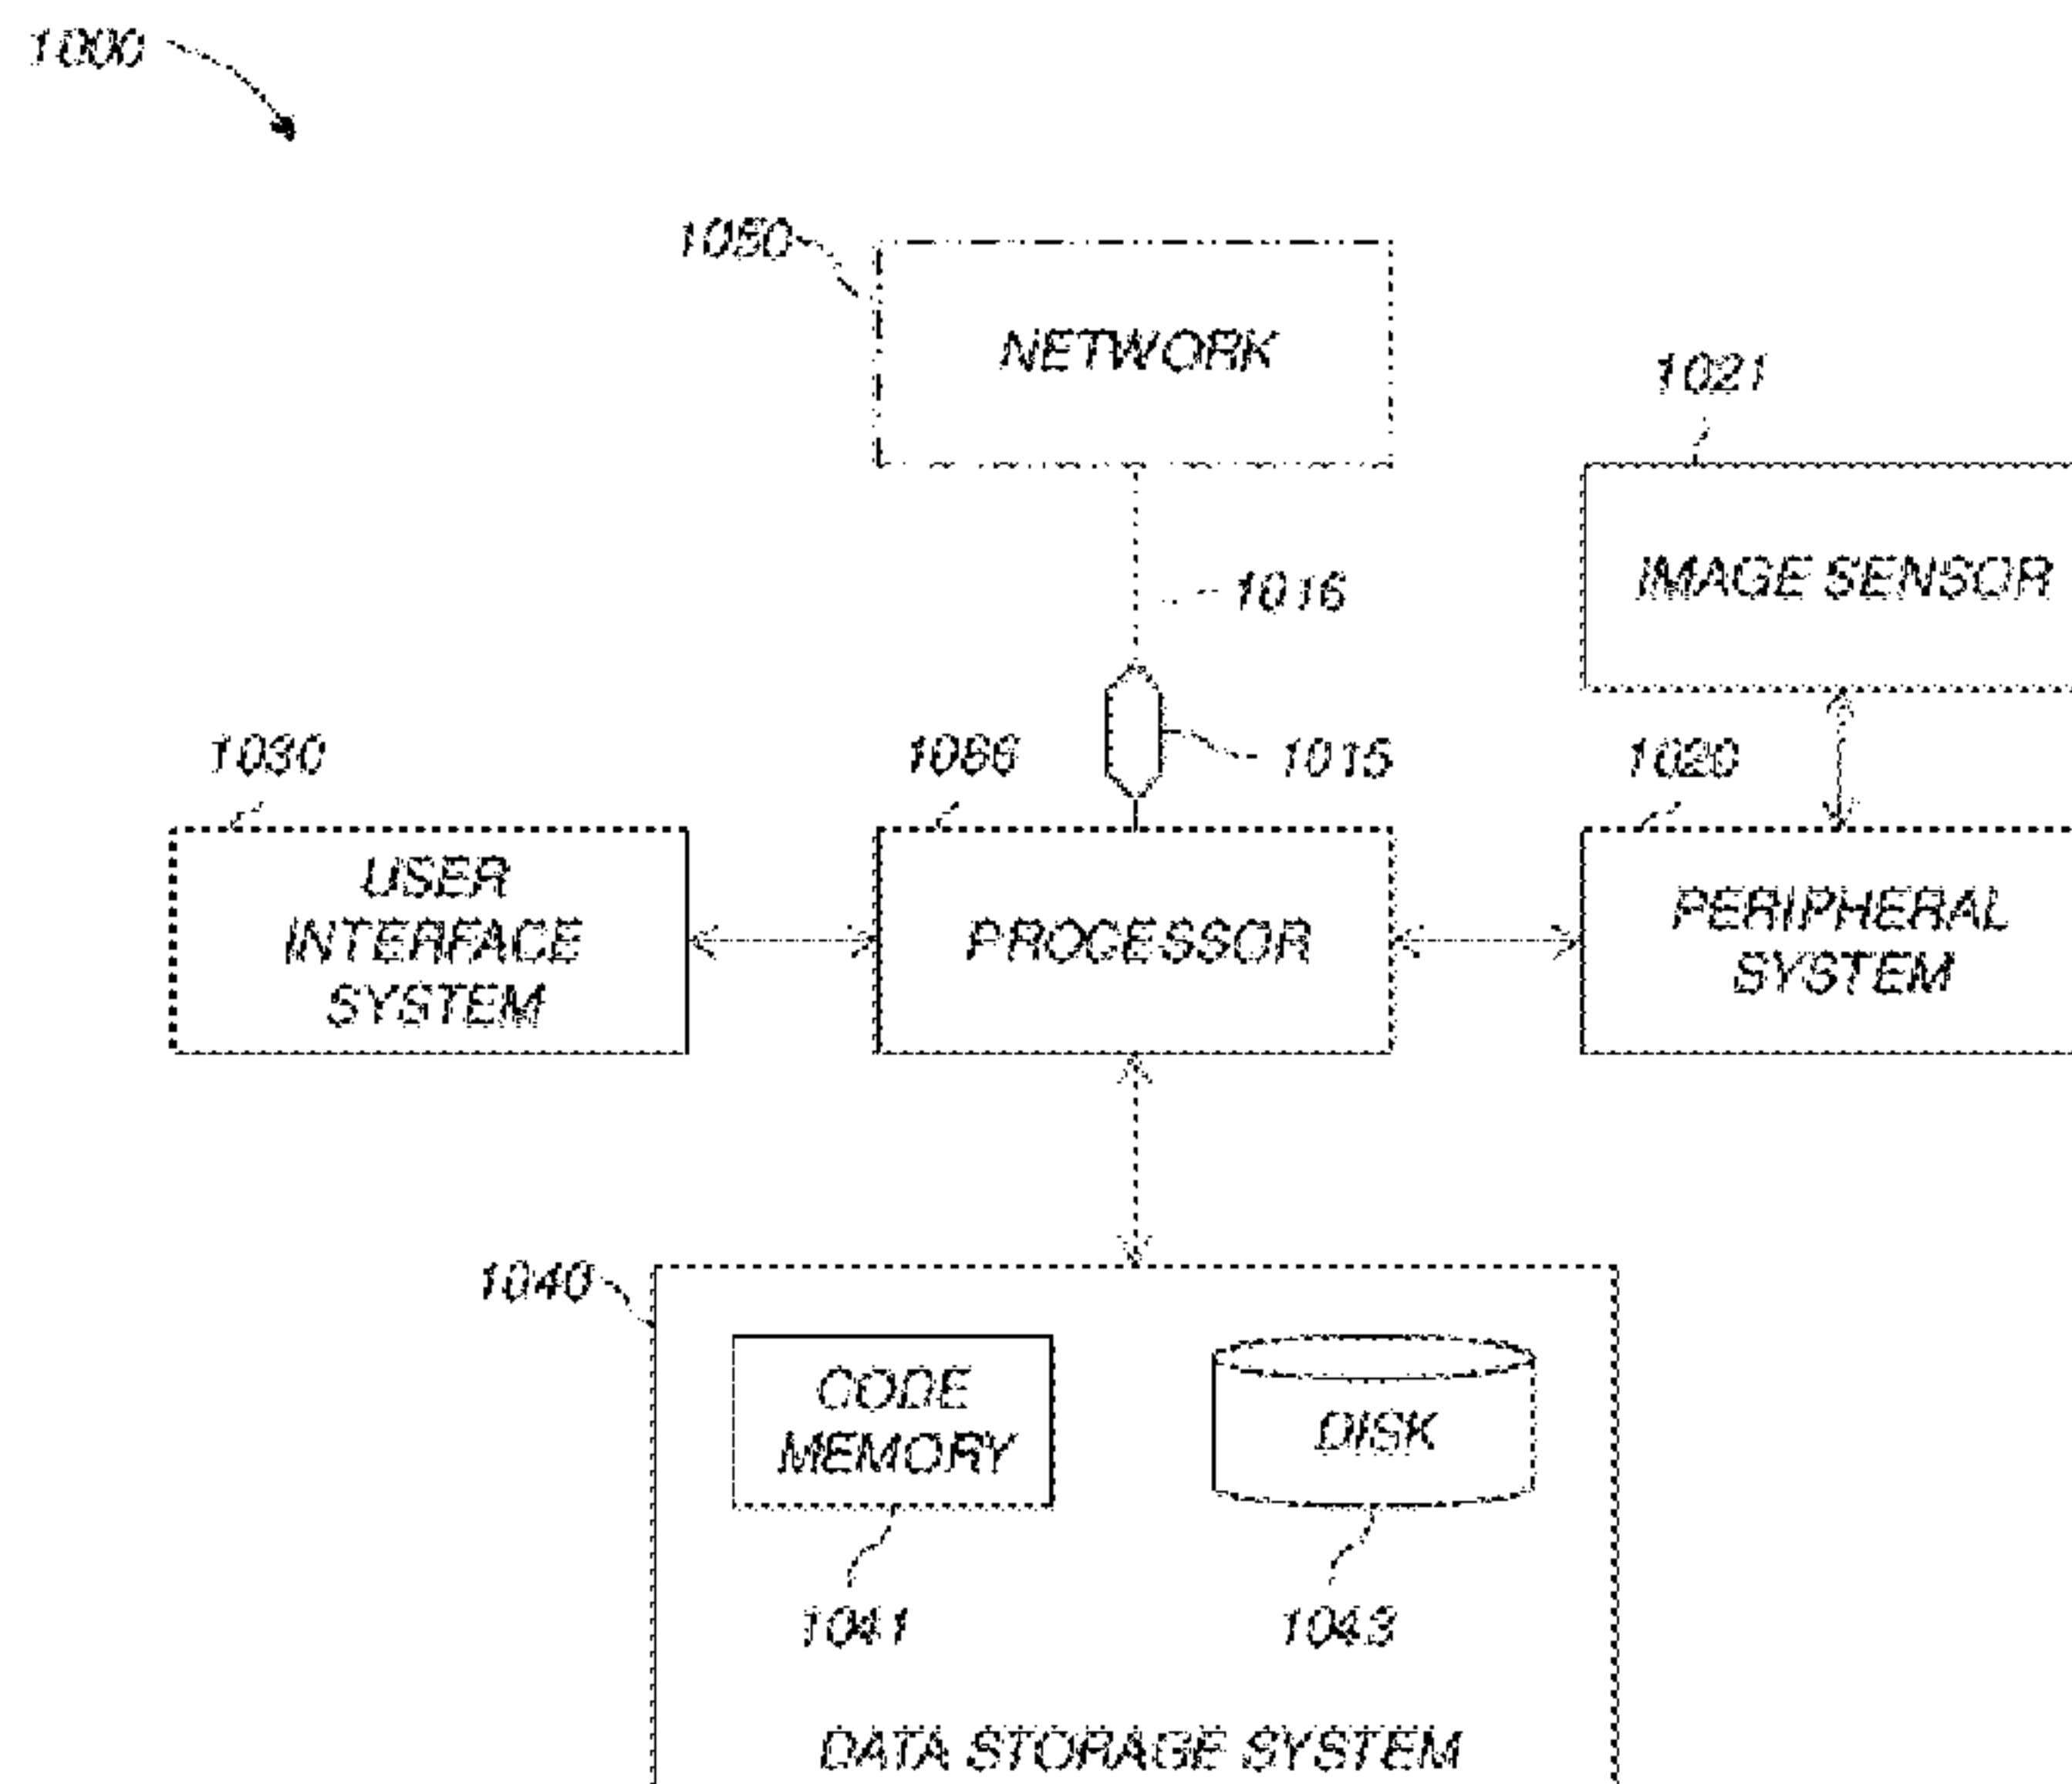 1000
1050
NETWORK
1021
IMAGE SENSOR
1016
1030
1086
1015
1020
USER
INTERFACE
SYSTEM
PROCESSOR
PERIPHERAL
SYSTEM
1040
CODE
MEMORY
DISK
1041
1043
DATA STORAGE SYSTEM